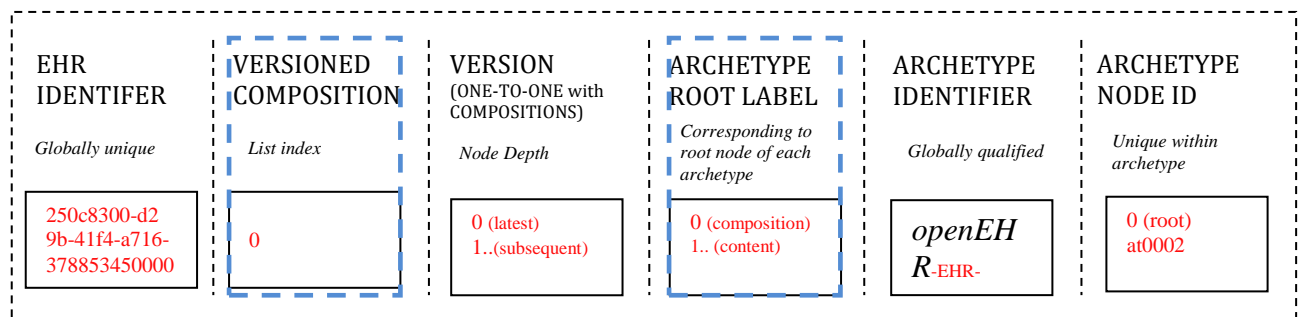 EHR
IDENTIFER
Globally unique
250c8300-d2
9b-41f4-a716-
378853450000
VERSIONED
COMPOSITION
List index
0
VERSION
(ONE-TO-ONE with
COMPOSITIONS)
Node Depth
0 (latest)
1..(subsequent)
ARCHETYPE
ROOT LABEL
Corresponding to
root node of each
archetype
0 (composition)
1.. (content)
ARCHETYPE
IDENTIFIER
Globally qualified
openEH
R-EHR-
ARCHETYPE
NODE ID
Unique within
archetype
0 (root)
at0002